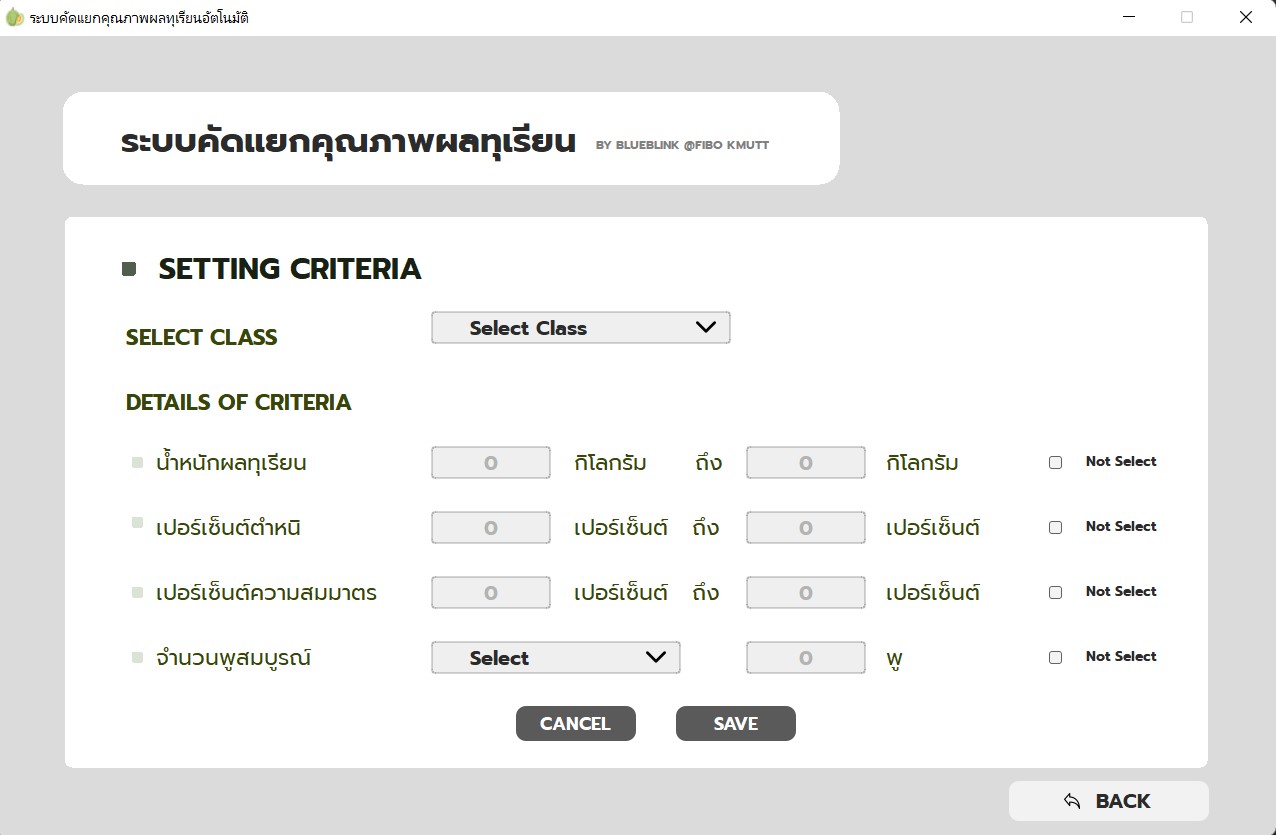 ระบบคัดแยกคุณภาพผลทุเรียนอัตโนมัติ
ระบบคัดแยกคุณภาพผลทุเรียน BY BLUEBLINK @FIBO KMUTT
SETTING CRITERIA
SELECT CLASS Select Class
DETAILS OF CRITERIA
น้ำหนักผลทุเรียน 0 กิโลกรัม ถึง 0 กิโลกรัม Not Select
เปอร์เซ็นต์ตำหนิ 0 เปอร์เซ็นต์ ถึง 0 เปอร์เซ็นต์ Not Select
เปอร์เซ็นต์ความสมมาตร 0 เปอร์เซ็นต์ ถึง 0 เปอร์เซ็นต์ Not Select
จำนวนพูสมบูรณ์ Select 0 พู Not Select
CANCEL SAVE
BACK